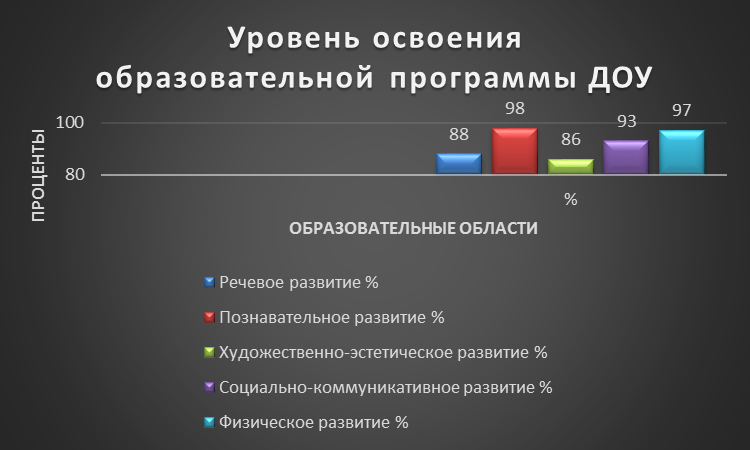 Уровень освоения
образовательной программы ДОУ
ПРОЦЕНТЫ
100
80
88
98
86
93
97
%
ОБРАЗОВАТЕЛЬНЫЕ ОБЛАСТИ
Речевое развитие %
Познавательное развитие %
Художественно-эстетическое развитие %
Социально-коммуникативное развитие %
Физическое развитие %